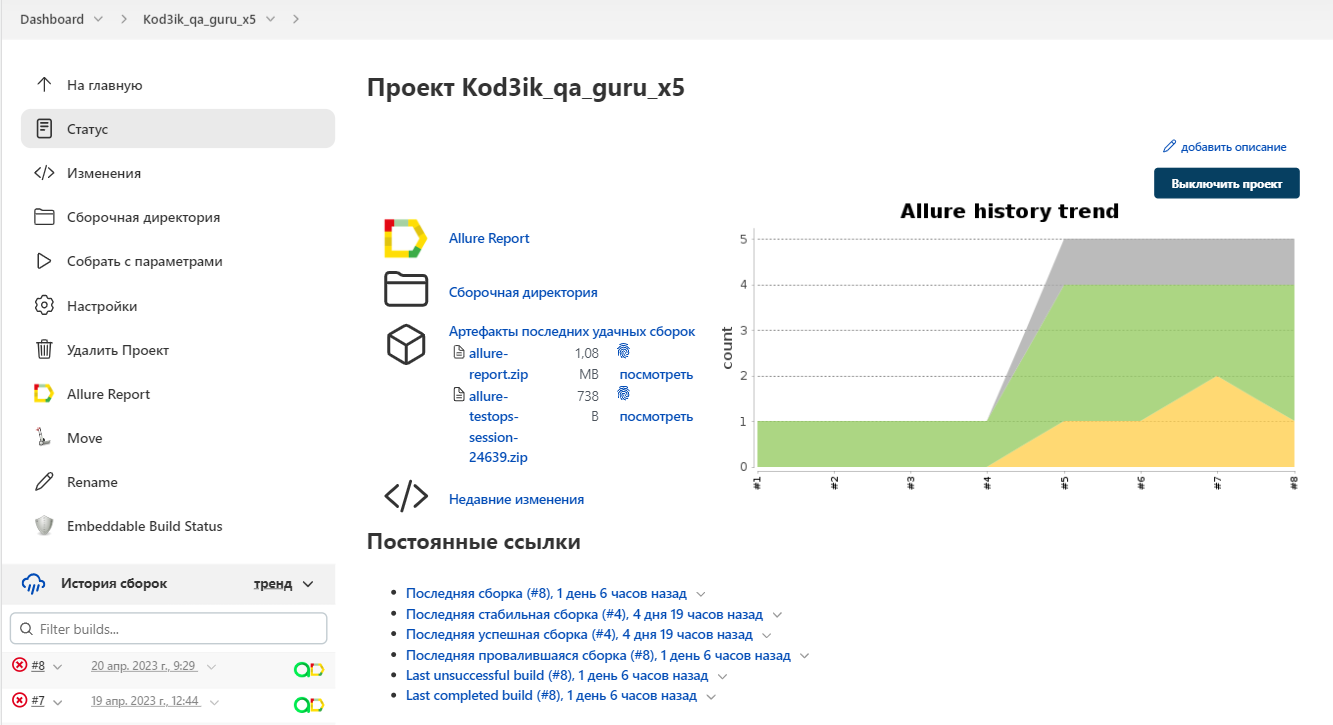 Dashboard
Kod3ik_qa_guru_x5
На главную
Статус
Изменения
Сборочная директория
Собрать с параметрами
Настройки
Удалить Проект
Allure Report
Move
Rename
Embeddable Build Status
История сборок
тренд
Filter builds...
#8
20 апр. 2023 г., 9:29
#7
19 апр. 2023 г., 12:44
Проект Kod3ik_qa_guru_x5
добавить описание
Выключить проект
Allure Report
Сборочная директория
Артефакты последних удачных сборок
allure-
1,08
report.zip
MB
посмотреть
allure-
738
testops-
B
посмотреть
session-
24639.zip
Недавние изменения
Allure history trend
count
5
4
3
2
1
0
#1
#2
#3
#4
#5
#6
#7
#8
Постоянные ссылки
Последняя сборка (#8), 1 день 6 часов назад
Последняя стабильная сборка (#4), 4 дня 19 часов назад
Последняя успешная сборка (#4), 4 дня 19 часов назад
Последняя провалившаяся сборка (#8), 1 день 6 часов назад
Last unsuccessful build (#8), 1 день 6 часов назад
Last completed build (#8), 1 день 6 часов назад